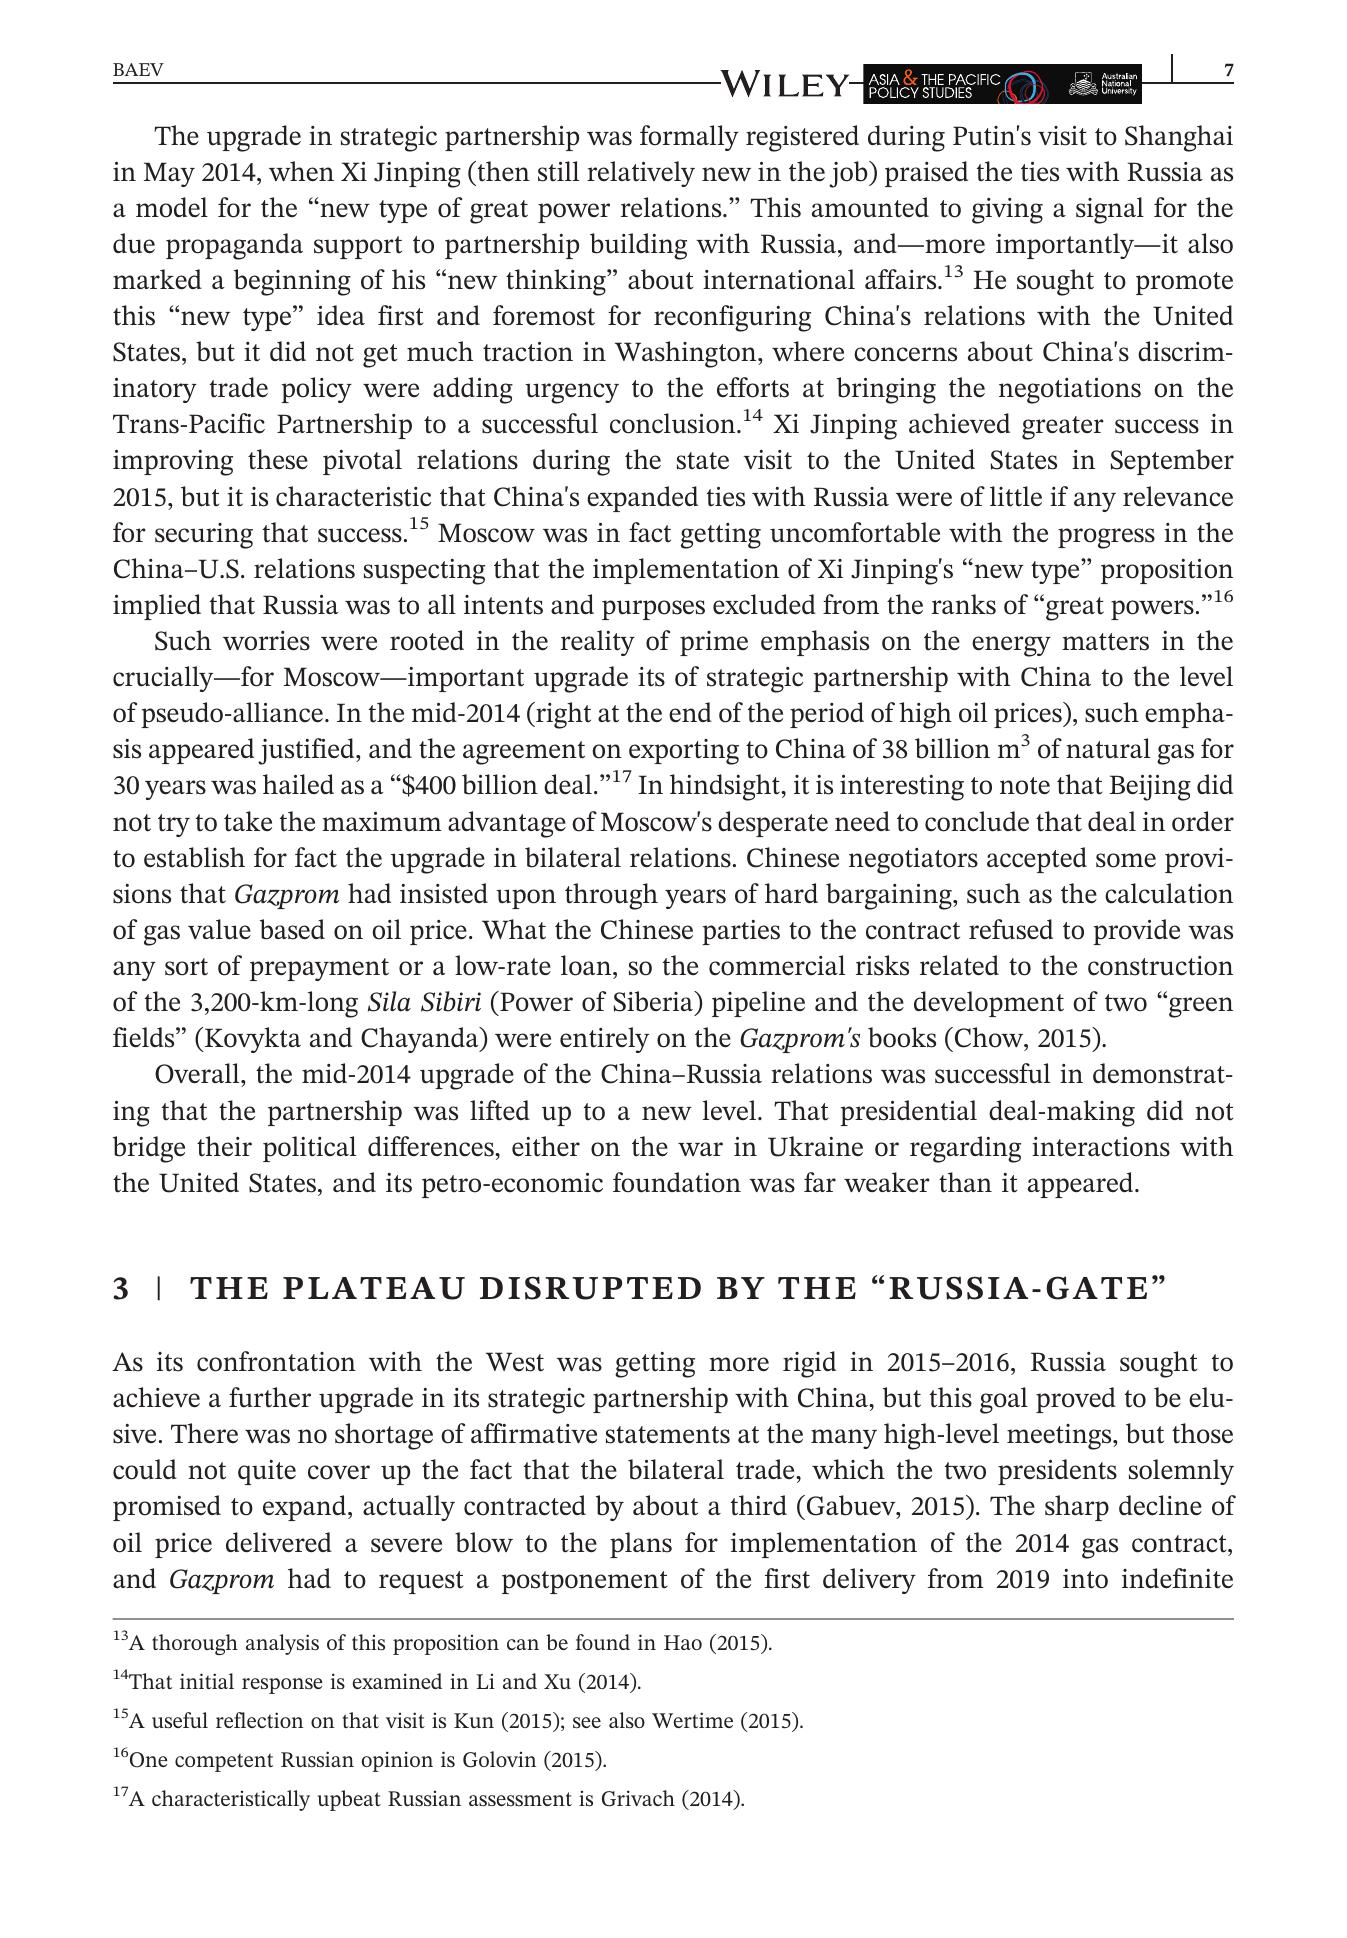 BAEV
WILEY
ASIA & THE PACIFIC
POLICY STUDIES
Australian
National
University
7
The upgrade in strategic partnership was formally registered during Putin's visit to Shanghai
in May 2014, when Xi Jinping (then still relatively new in the job) praised the ties with Russia as
a model for the “new type of great power relations.” This amounted to giving a signal for the
due propaganda support to partnership building with Russia, and—more importantly—it also
marked a beginning of his “new thinking” about international affairs.13 He sought to promote
this “new type” idea first and foremost for reconfiguring China's relations with the United
States, but it did not get much traction in Washington, where concerns about China's discrim-
inatory trade policy were adding urgency to the efforts at bringing the negotiations on the
Trans-Pacific Partnership to a successful conclusion.14 Xi Jinping achieved greater success in
improving these pivotal relations during the state visit to the United States in September
2015, but it is characteristic that China's expanded ties with Russia were of little if any relevance
for securing that success.15 Moscow was in fact getting uncomfortable with the progress in the
China–U.S. relations suspecting that the implementation of Xi Jinping's “new type” proposition
implied that Russia was to all intents and purposes excluded from the ranks of “great powers.”16
Such worries were rooted in the reality of prime emphasis on the energy matters in the
crucially—for Moscow—important upgrade its of strategic partnership with China to the level
of pseudo-alliance. In the mid-2014 (right at the end of the period of high oil prices), such empha-
sis appeared justified, and the agreement on exporting to China of 38 billion m3 of natural gas for
30 years was hailed as a “$400 billion deal.”17 In hindsight, it is interesting to note that Beijing did
not try to take the maximum advantage of Moscow's desperate need to conclude that deal in order
to establish for fact the upgrade in bilateral relations. Chinese negotiators accepted some provi-
sions that Gazprom had insisted upon through years of hard bargaining, such as the calculation
of gas value based on oil price. What the Chinese parties to the contract refused to provide was
any sort of prepayment or a low-rate loan, so the commercial risks related to the construction
of the 3,200-km-long Sila Sibiri (Power of Siberia) pipeline and the development of two “green
fields” (Kovykta and Chayanda) were entirely on the Gazprom's books (Chow, 2015).
Overall, the mid-2014 upgrade of the China–Russia relations was successful in demonstrat-
ing that the partnership was lifted up to a new level. That presidential deal-making did not
bridge their political differences, either on the war in Ukraine or regarding interactions with
the United States, and its petro-economic foundation was far weaker than it appeared.
3 | THE PLATEAU DISRUPTED BY THE “RUSSIA-GATE”
As its confrontation with the West was getting more rigid in 2015–2016, Russia sought to
achieve a further upgrade in its strategic partnership with China, but this goal proved to be elu-
sive. There was no shortage of affirmative statements at the many high-level meetings, but those
could not quite cover up the fact that the bilateral trade, which the two presidents solemnly
promised to expand, actually contracted by about a third (Gabuev, 2015). The sharp decline of
oil price delivered a severe blow to the plans for implementation of the 2014 gas contract,
and Gazprom had to request a postponement of the first delivery from 2019 into indefinite
13A thorough analysis of this proposition can be found in Hao (2015).
14That initial response is examined in Li and Xu (2014).
15A useful reflection on that visit is Kun (2015); see also Wertime (2015).
16One competent Russian opinion is Golovin (2015).
17A characteristically upbeat Russian assessment is Grivach (2014).